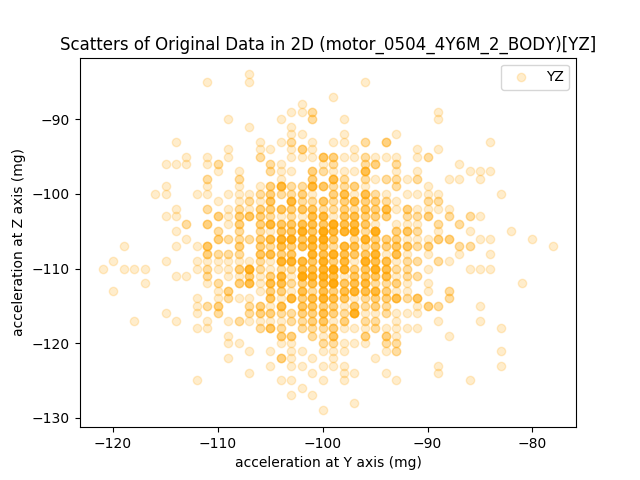 Scatters of Original Data in 2D (motor_0504_4Y6M_2_BODY)[YZ]
YZ
acceleration at Z axis (mg)
−90
−100
−110
−120
−130
−120 −110 −100 −90 −80
acceleration at Y axis (mg)